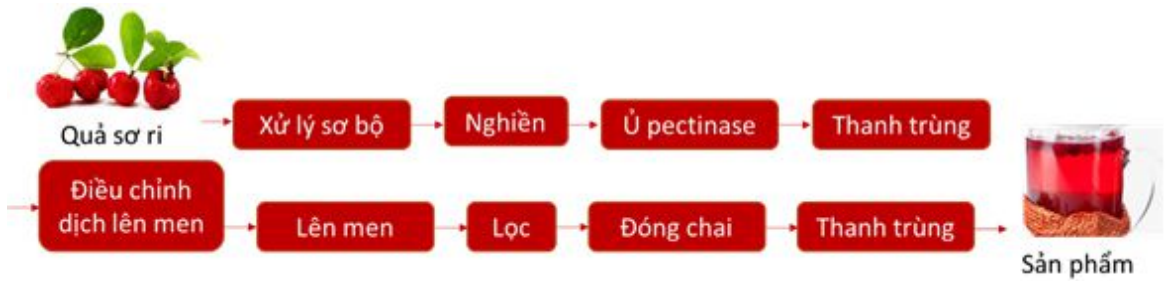 Quả sơ ri
Xử lý sơ bộ
Nghiền
Ủ pectinase
Thanh trùng
Điều chỉnh
dịch lên men
Lên men
Lọc
Đóng chai
Thanh trùng
Sản phẩm